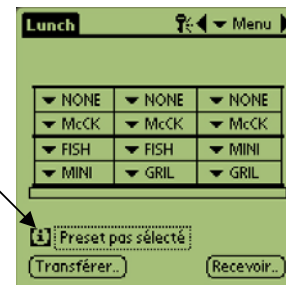 Lunch Menu
NONE NONE NONE
McCK McCK McCK
FISH FISH MINI
MINI GRIL GRIL
i Preset pas sélecté
Transférer.. Recevoir..